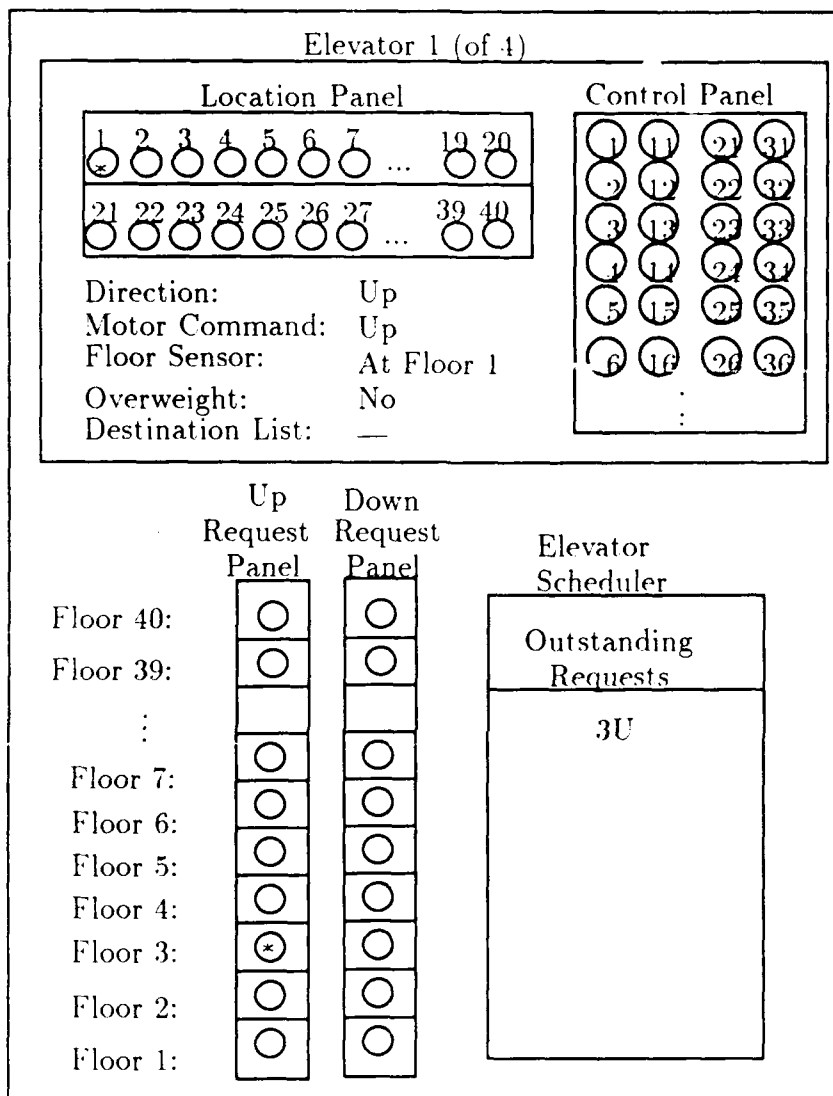 Elevator 1 (of 4)
Location Panel
1 2 3 4 5 6 7 ... 19 20
*
21 22 23 24 25 26 27 ... 39 40
Direction: Up
Motor Command: Up
Floor Sensor: At Floor 1
Overweight: No
Destination List: —
Control Panel
1 11 21 31
2 12 22 32
3 13 23 33
4 14 24 34
5 15 25 35
6 16 26 36
⋮
Up
Request
Panel
Down
Request
Panel
Floor 40:
Floor 39:
⋮
Floor 7:
Floor 6:
Floor 5:
Floor 4:
Floor 3: *
Floor 2:
Floor 1:
Elevator
Scheduler
Outstanding
Requests
3U